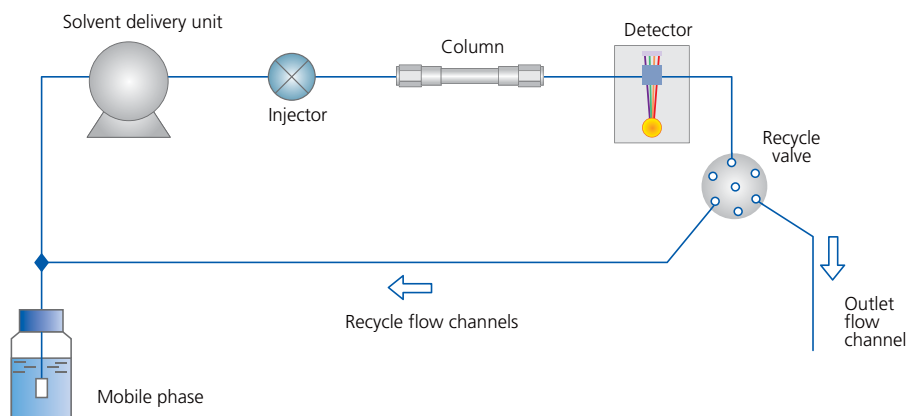 Solvent delivery unit
Injector
Column
Detector
Recycle
valve
Outlet
flow
channel
Recycle flow channels
Mobile phase